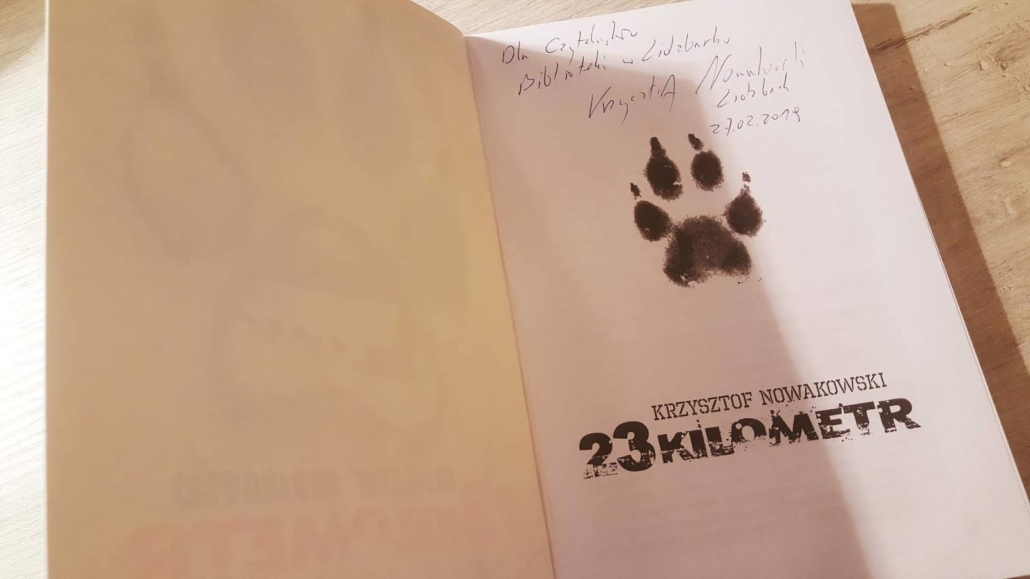 Dla Czytelników
Biblioteki w Lidzbarku
Krzysztof Nowakowski
Lidzbark
27.02.2019
KRZYSZTOF NOWAKOWSKI
23 KILOMETR